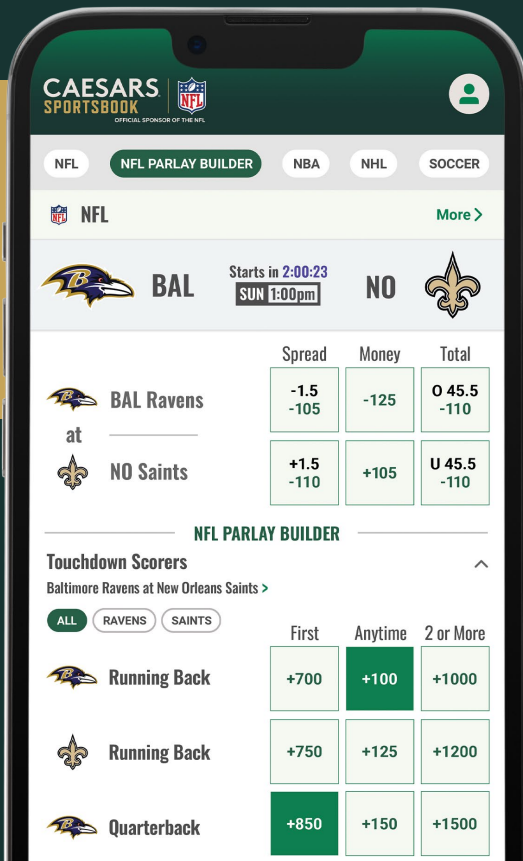 CAESARS
SPORTSBOOK
NFL
OFFICIAL SPONSOR OF THE NFL
NFL NFL PARLAY BUILDER NBA NHL SOCCER
NFL NFL More >
BAL Starts in 2:00:23 NO
SUN 1:00pm
Spread Money Total
BAL Ravens -1.5 -125 O 45.5
-105 -110
at
NO Saints +1.5 +105 U 45.5
-110 -110
NFL PARLAY BUILDER
Touchdown Scorers
Baltimore Ravens at New Orleans Saints >
ALL RAVENS SAINTS
First Anytime 2 or More
Running Back +700 +100 +1000
Running Back +750 +125 +1200
Quarterback +850 +150 +1500